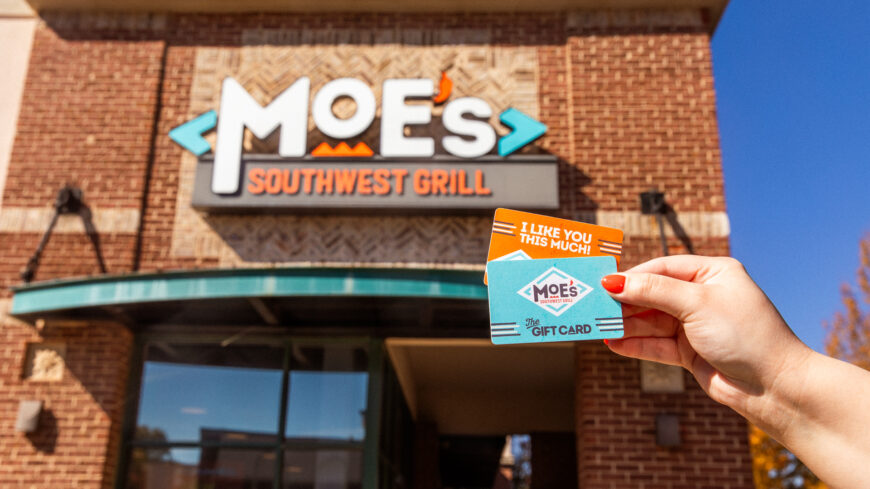 MOE'S
SOUTHWEST GRILL
I LIKE YOU
THIS MUCH!
MOE'S
SOUTHWEST GRILL
The
GIFT CARD